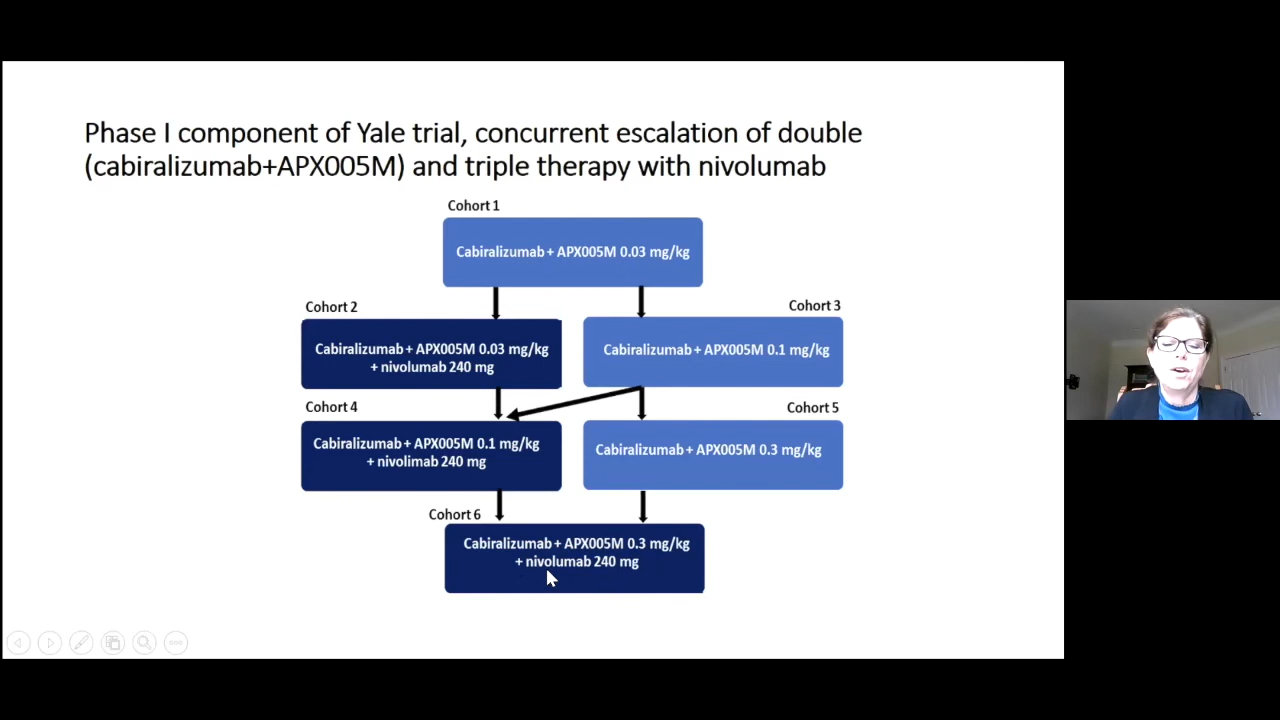 Phase I component of Yale trial, concurrent escalation of double
(cabiralizumab+APX005M) and triple therapy with nivolumab
Cohort 1
Cabiralizumab + APX005M 0.03 mg/kg
Cohort 2
Cohort 3
Cabiralizumab + APX005M 0.03 mg/kg
+ nivolumab 240 mg
Cabiralizumab + APX005M 0.1 mg/kg
Cohort 4
Cohort 5
Cabiralizumab + APX005M 0.1 mg/kg
+ nivolimab 240 mg
Cabiralizumab + APX005M 0.3 mg/kg
Cohort 6
Cabiralizumab + APX005M 0.3 mg/kg
+ nivolumab 240 mg